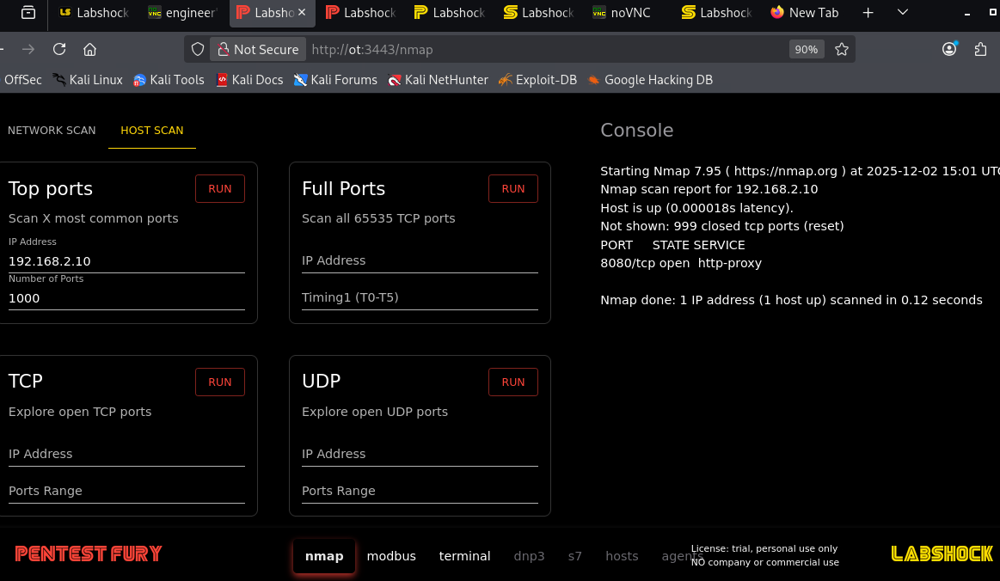 Labshock
engineer
Labsho
Labshock
Labshock
Labshock
noVNC
Labshock
New Tab
Not Secure
http://ot:3443/nmap
90%
OffSec
Kali Linux
Kali Tools
Kali Docs
Kali Forums
Kali NetHunter
Exploit-DB
Google Hacking DB
NETWORK SCAN
HOST SCAN
Top ports
RUN
Scan X most common ports
IP Address
192.168.2.10
Number of Ports
1000
Full Ports
RUN
Scan all 65535 TCP ports
IP Address
Timing1 (T0-T5)
TCP
RUN
Explore open TCP ports
IP Address
Ports Range
UDP
RUN
Explore open UDP ports
IP Address
Ports Range
Console
Starting Nmap 7.95 ( https://nmap.org ) at 2025-12-02 15:01 UTC
Nmap scan report for 192.168.2.10
Host is up (0.000018s latency).
Not shown: 999 closed tcp ports (reset)
PORT STATE SERVICE
8080/tcp open http-proxy
Nmap done: 1 IP address (1 host up) scanned in 0.12 seconds
PENTEST FURY
nmap
modbus
terminal
dnp3
s7
hosts
agents
License: trial, personal use only
NO company or commercial use
LABSHOCK